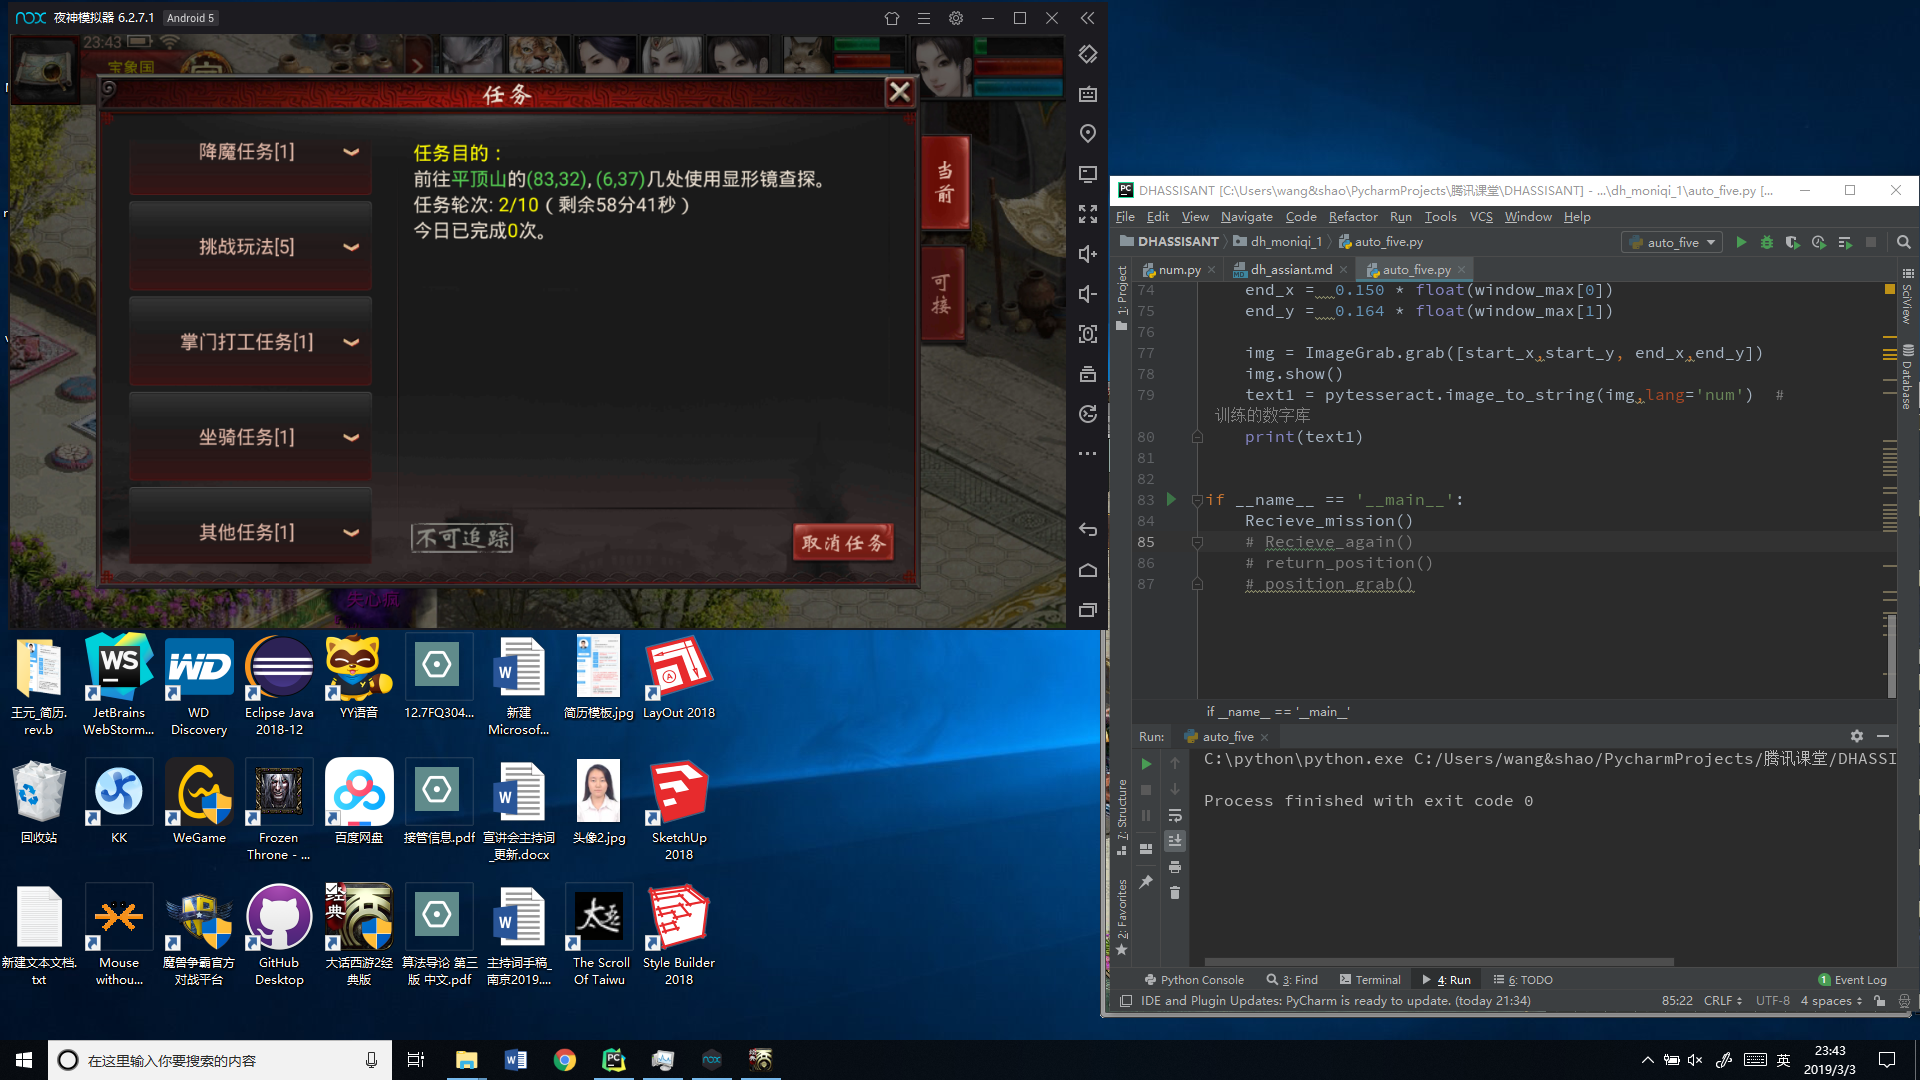 nox 夜神模拟器 6.2.7.1 Android 5
23:43
宝象国
任务
降魔任务[1]
挑战玩法[5]
掌门打工任务[1]
坐骑任务[1]
其他任务[1]
任务目的：
前往平顶山的(83,32), (6,37)几处使用显形镜查探。
任务轮次: 2/10（剩余58分41秒）
今日已完成0次。
不可追踪
取消任务
当前
可接
失心疯
DHASSISANT [C:\Users\wang&shao\PycharmProjects\腾讯课堂\DHASSISANT] - ...\dh_moniqi_1\auto_five.py [...
File Edit View Navigate Code Refactor Run Tools VCS Window Help
DHASSISANT dh_moniqi_1 auto_five.py
auto_five
num.py dh_assiant.md auto_five.py
1: Project
SciView
Database
74 end_x = 0.150 * float(window_max[0])
75 end_y = 0.164 * float(window_max[1])
76
77 img = ImageGrab.grab([start_x,start_y, end_x,end_y])
78 img.show()
79 text1 = pytesseract.image_to_string(img,lang='num') #
训练的数字库
80 print(text1)
81
82
83 if __name__ == '__main__':
84 Recieve_mission()
85 # Recieve_again()
86 # return_position()
87 # position_grab()
if __name__ == '__main__'
Run: auto_five
C:\python\python.exe C:/Users/wang&shao/PycharmProjects/腾讯课堂/DHASSI
Process finished with exit code 0
7: Structure
2: Favorites
Python Console 3: Find Terminal 4: Run 6: TODO 1 Event Log
IDE and Plugin Updates: PyCharm is ready to update. (today 21:34) 85:22 CRLF UTF-8 4 spaces
王元_简历.rev.b
JetBrains WebStorm...
WD Discovery
Eclipse Java 2018-12
YY语音
12.7FQ304...
新建 Microsof...
简历模板.jpg
LayOut 2018
回收站
KK
WeGame
Frozen Throne - ...
百度网盘
接管信息.pdf
宣讲会主持词_更新.docx
头像2.jpg
SketchUp 2018
新建文本文档.txt
Mouse withou...
魔兽争霸官方对战平台
GitHub Desktop
大话西游2经典版
算法导论 第三版 中文.pdf
主持词手稿_南京2019....
The Scroll Of Taiwu
Style Builder 2018
在这里输入你要搜索的内容
英
23:43
2019/3/3